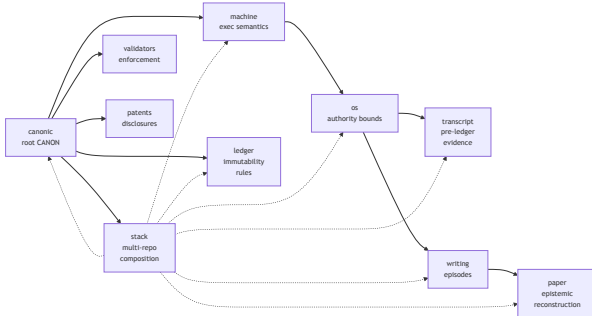 machine
exec semantics
validators
enforcement
patents
disclosures
canonic
root CANON
os
authority bounds
transcript
pre-ledger
evidence
ledger
immutability
rules
stack
multi-repo
composition
writing
episodes
paper
epistemic
reconstruction